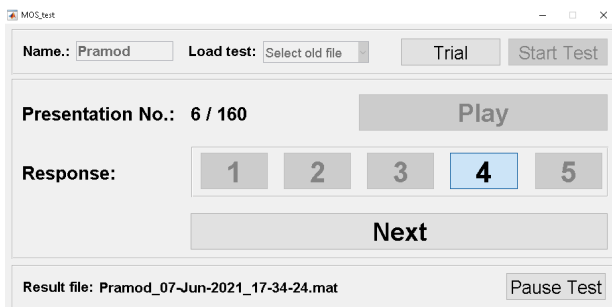 MOS_test
Name.: Pramod Load test: Select old file Trial Start Test
Presentation No.: 6 / 160 Play
Response: 1 2 3 4 5
Next
Result file: Pramod_07-Jun-2021_17-34-24.mat Pause Test